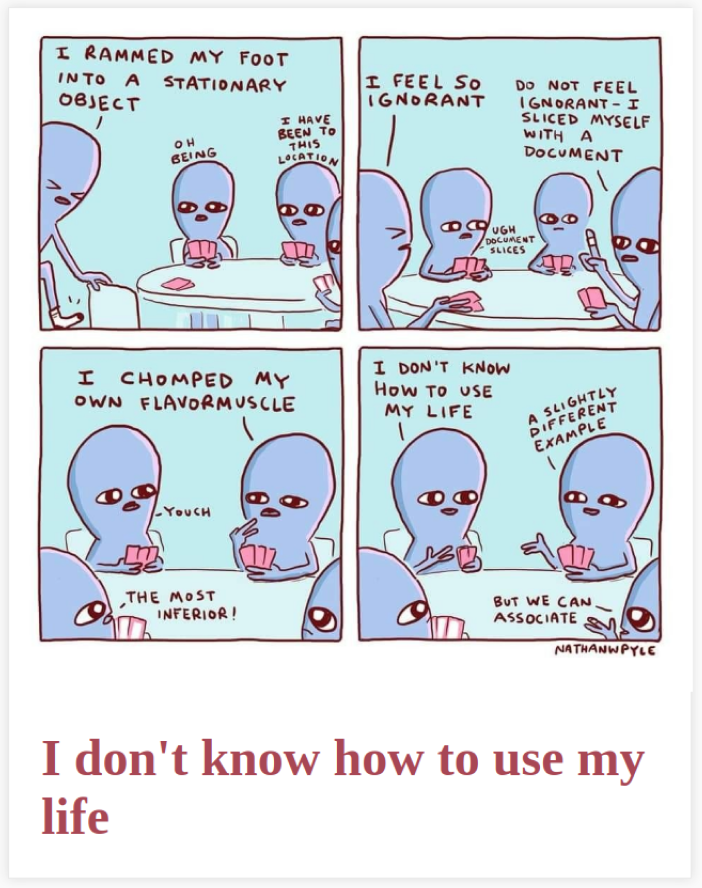 I RAMMED MY FOOT
INTO A STATIONARY
OBJECT
OH
BEING
I HAVE
BEEN TO
THIS
LOCATION
I FEEL SO
IGNORANT
DO NOT FEEL
IGNORANT - I
SLICED MYSELF
WITH A
DOCUMENT
UGH
DOCUMENT
SLICES
I CHOMPED MY
OWN FLAVORMUSCLE
YOUCH
THE MOST
INFERIOR!
I DON'T KNOW
HOW TO USE
MY LIFE
A SLIGHTLY
DIFFERENT
EXAMPLE
BUT WE CAN
ASSOCIATE
NATHANWPYLE
I don't know how to use my
life